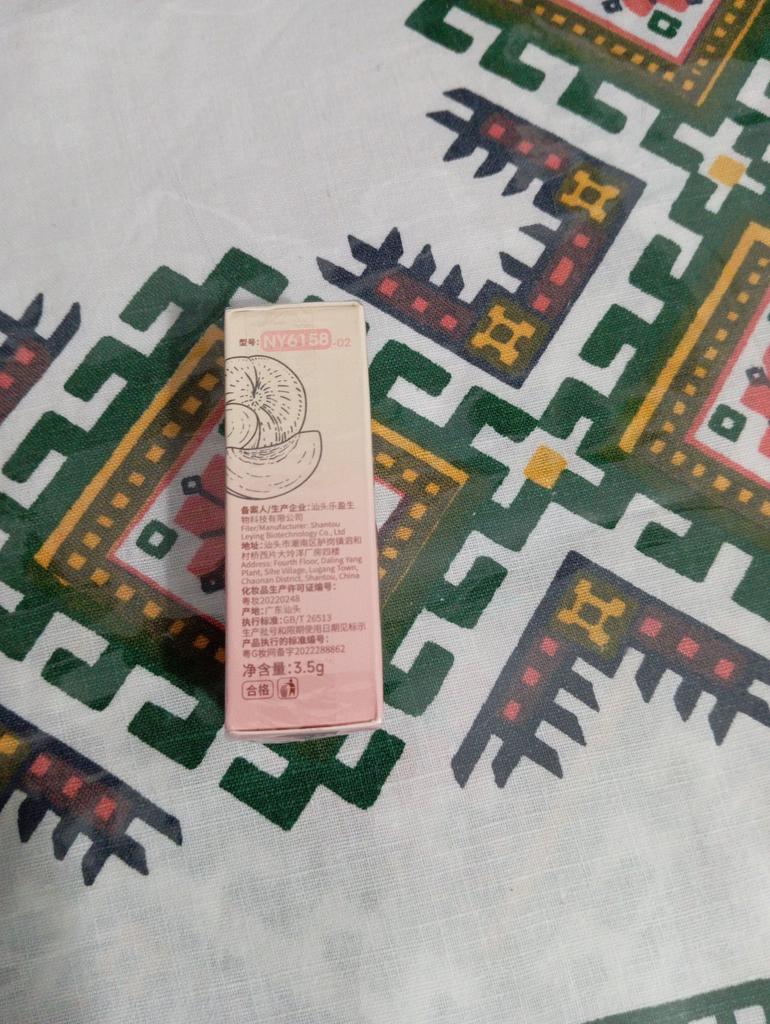 型号: NY6158-02
备案人/生产企业: 汕头乐盈生
物科技有限公司
Filer/Manufacturer: Shantou
Leying Biotechnology Co., Ltd
地址: 汕头市潮南区胪岗镇泗和
村桥西片大岭洋厂房四楼
Address: Fourth Floor, Daling Yang
Plant, Sihe Village, Lugang Town,
Chaonan District, Shantou, China
化妆品生产许可证编号:
粤妆20220248
产地: 广东汕头
执行标准: GB/T 26513
生产批号和限期使用日期见标示
产品执行的标准编号:
粤G妆网备字2022288862
净含量: 3.5g
合格